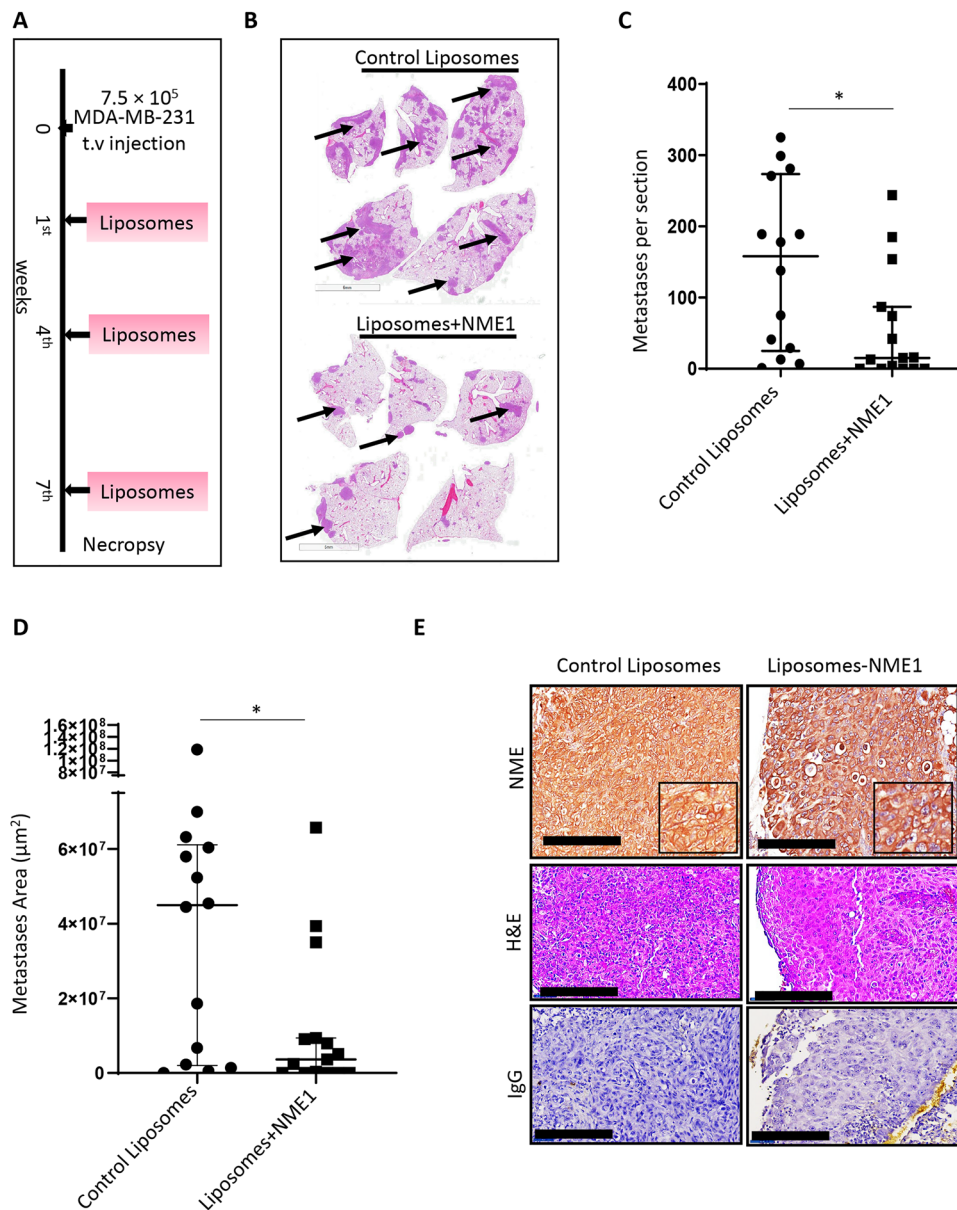 A
0
7.5 × 10⁵
MDA-MB-231
t.v injection
1st
Liposomes
weeks
4th
Liposomes
7th
Liposomes
Necropsy
B
Control Liposomes
Liposomes+NME1
2mm
C
Metastases per section
400
300
200
100
0
*
Control Liposomes
Liposomes+NME1
D
Metastases Area (µm²)
1.6×10⁸
1.4×10⁸
1.2×10⁸
1.0×10⁸
8×10⁷
6×10⁷
4×10⁷
2×10⁷
0
*
Control Liposomes
Liposomes+NME1
E
Control Liposomes
Liposomes-NME1
NME
H&E
IgG